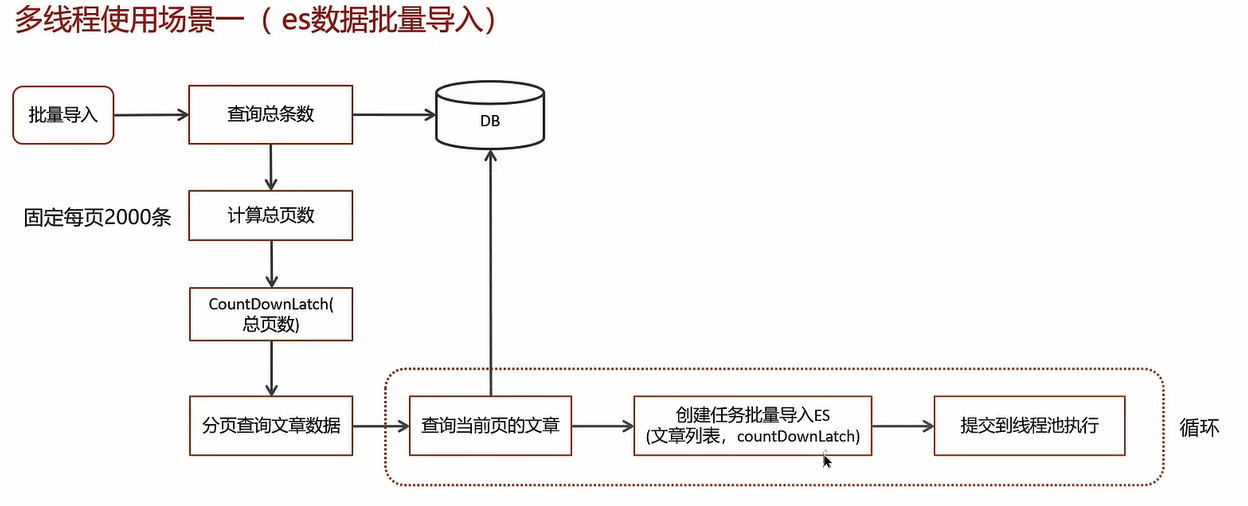 多线程使用场景一（es数据批量导入）
批量导入
查询总条数
DB
固定每页2000条
计算总页数
CountDownLatch(
总页数)
分页查询文章数据
查询当前页的文章
创建任务批量导入ES
(文章列表，countDownLatch)
提交到线程池执行
循环